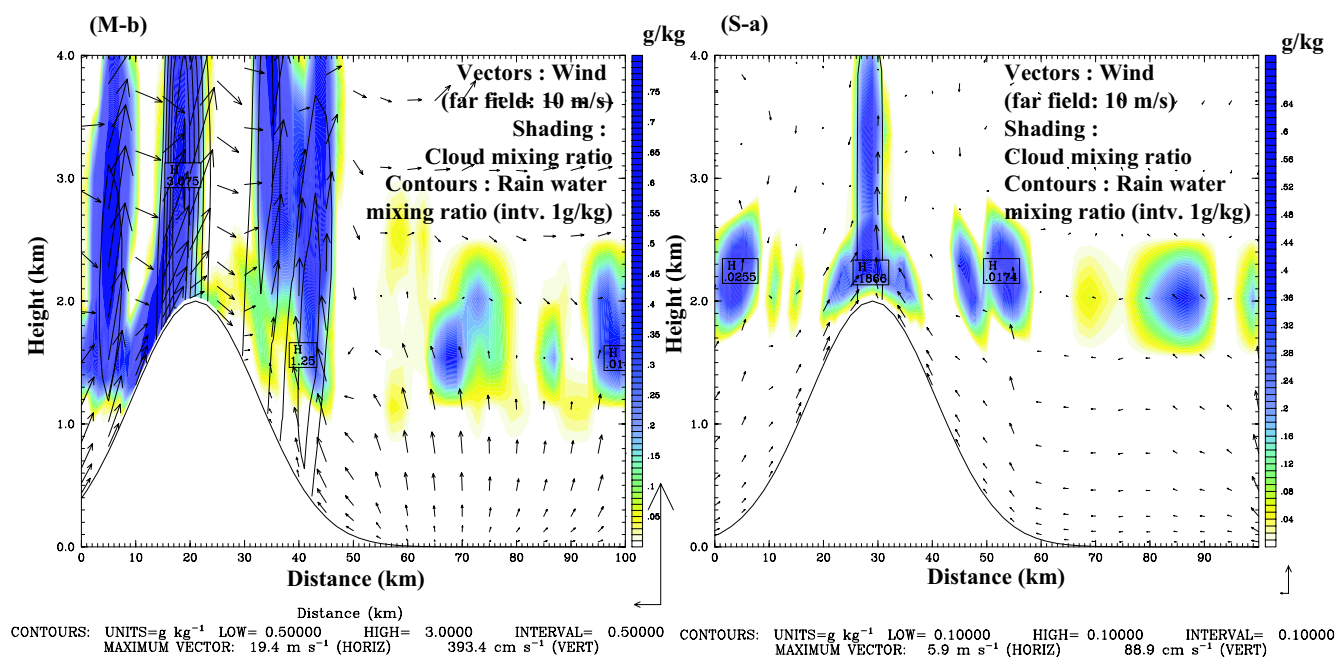 (M-b)
g/kg
4.0
3.0
2.0
1.0
0.0
Height (km)
0 10 20 30 40 50 60 70 80 90 100
Distance (km)
Vectors : Wind
(far field: 10 m/s)
Shading :
Cloud mixing ratio
Contours : Rain water
mixing ratio (intv. 1g/kg)
H
3.075
H
1.25
H
.01
.75
.65
.55
.5
.45
.4
.35
.3
.25
.2
.15
.1
.05
Distance (km)
CONTOURS: UNITS=g kg⁻¹ LOW= 0.50000 HIGH= 3.0000 INTERVAL= 0.50000
MAXIMUM VECTOR: 19.4 m s⁻¹ (HORIZ) 393.4 cm s⁻¹ (VERT)
(S-a)
g/kg
4.0
3.0
2.0
1.0
0.0
Height (km)
0 10 20 30 40 50 60 70 80 90
Distance (km)
Vectors : Wind
(far field: 10 m/s)
Shading :
Cloud mixing ratio
Contours : Rain water
mixing ratio (intv. 1g/kg)
H
.0255
H
.1866
H
.0174
.64
.6
.56
.52
.48
.44
.4
.36
.32
.28
.24
.2
.16
.12
.08
.04
CONTOURS: UNITS=g kg⁻¹ LOW= 0.10000 HIGH= 0.10000 INTERVAL= 0.10000
MAXIMUM VECTOR: 5.9 m s⁻¹ (HORIZ) 88.9 cm s⁻¹ (VERT)